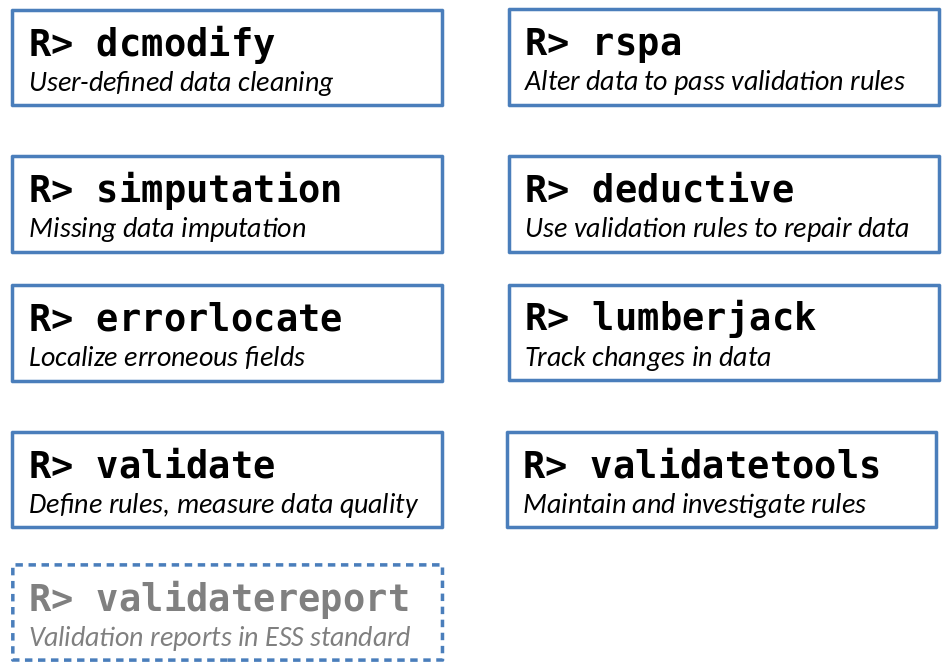 R> dcmodify
User-defined data cleaning
R> rspa
Alter data to pass validation rules
R> simputation
Missing data imputation
R> deductive
Use validation rules to repair data
R> errorlocate
Localize erroneous fields
R> lumberjack
Track changes in data
R> validate
Define rules, measure data quality
R> validatetools
Maintain and investigate rules
R> validatereport
Validation reports in ESS standard